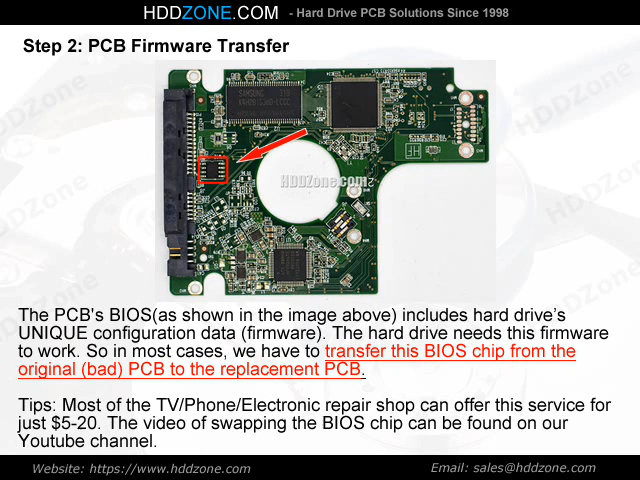 HDDZONE.COM - Hard Drive PCB Solutions Since 1998
Step 2: PCB Firmware Transfer
SAMSUNG
HDDZone.com
The PCB's BIOS(as shown in the image above) includes hard drive's
UNIQUE configuration data (firmware). The hard drive needs this firmware
to work. So in most cases, we have to transfer this BIOS chip from the
original (bad) PCB to the replacement PCB.
Tips: Most of the TV/Phone/Electronic repair shop can offer this service for
just $5-20. The video of swapping the BIOS chip can be found on our
Youtube channel.
Website: https://www.hddzone.com Email: sales@hddzone.com